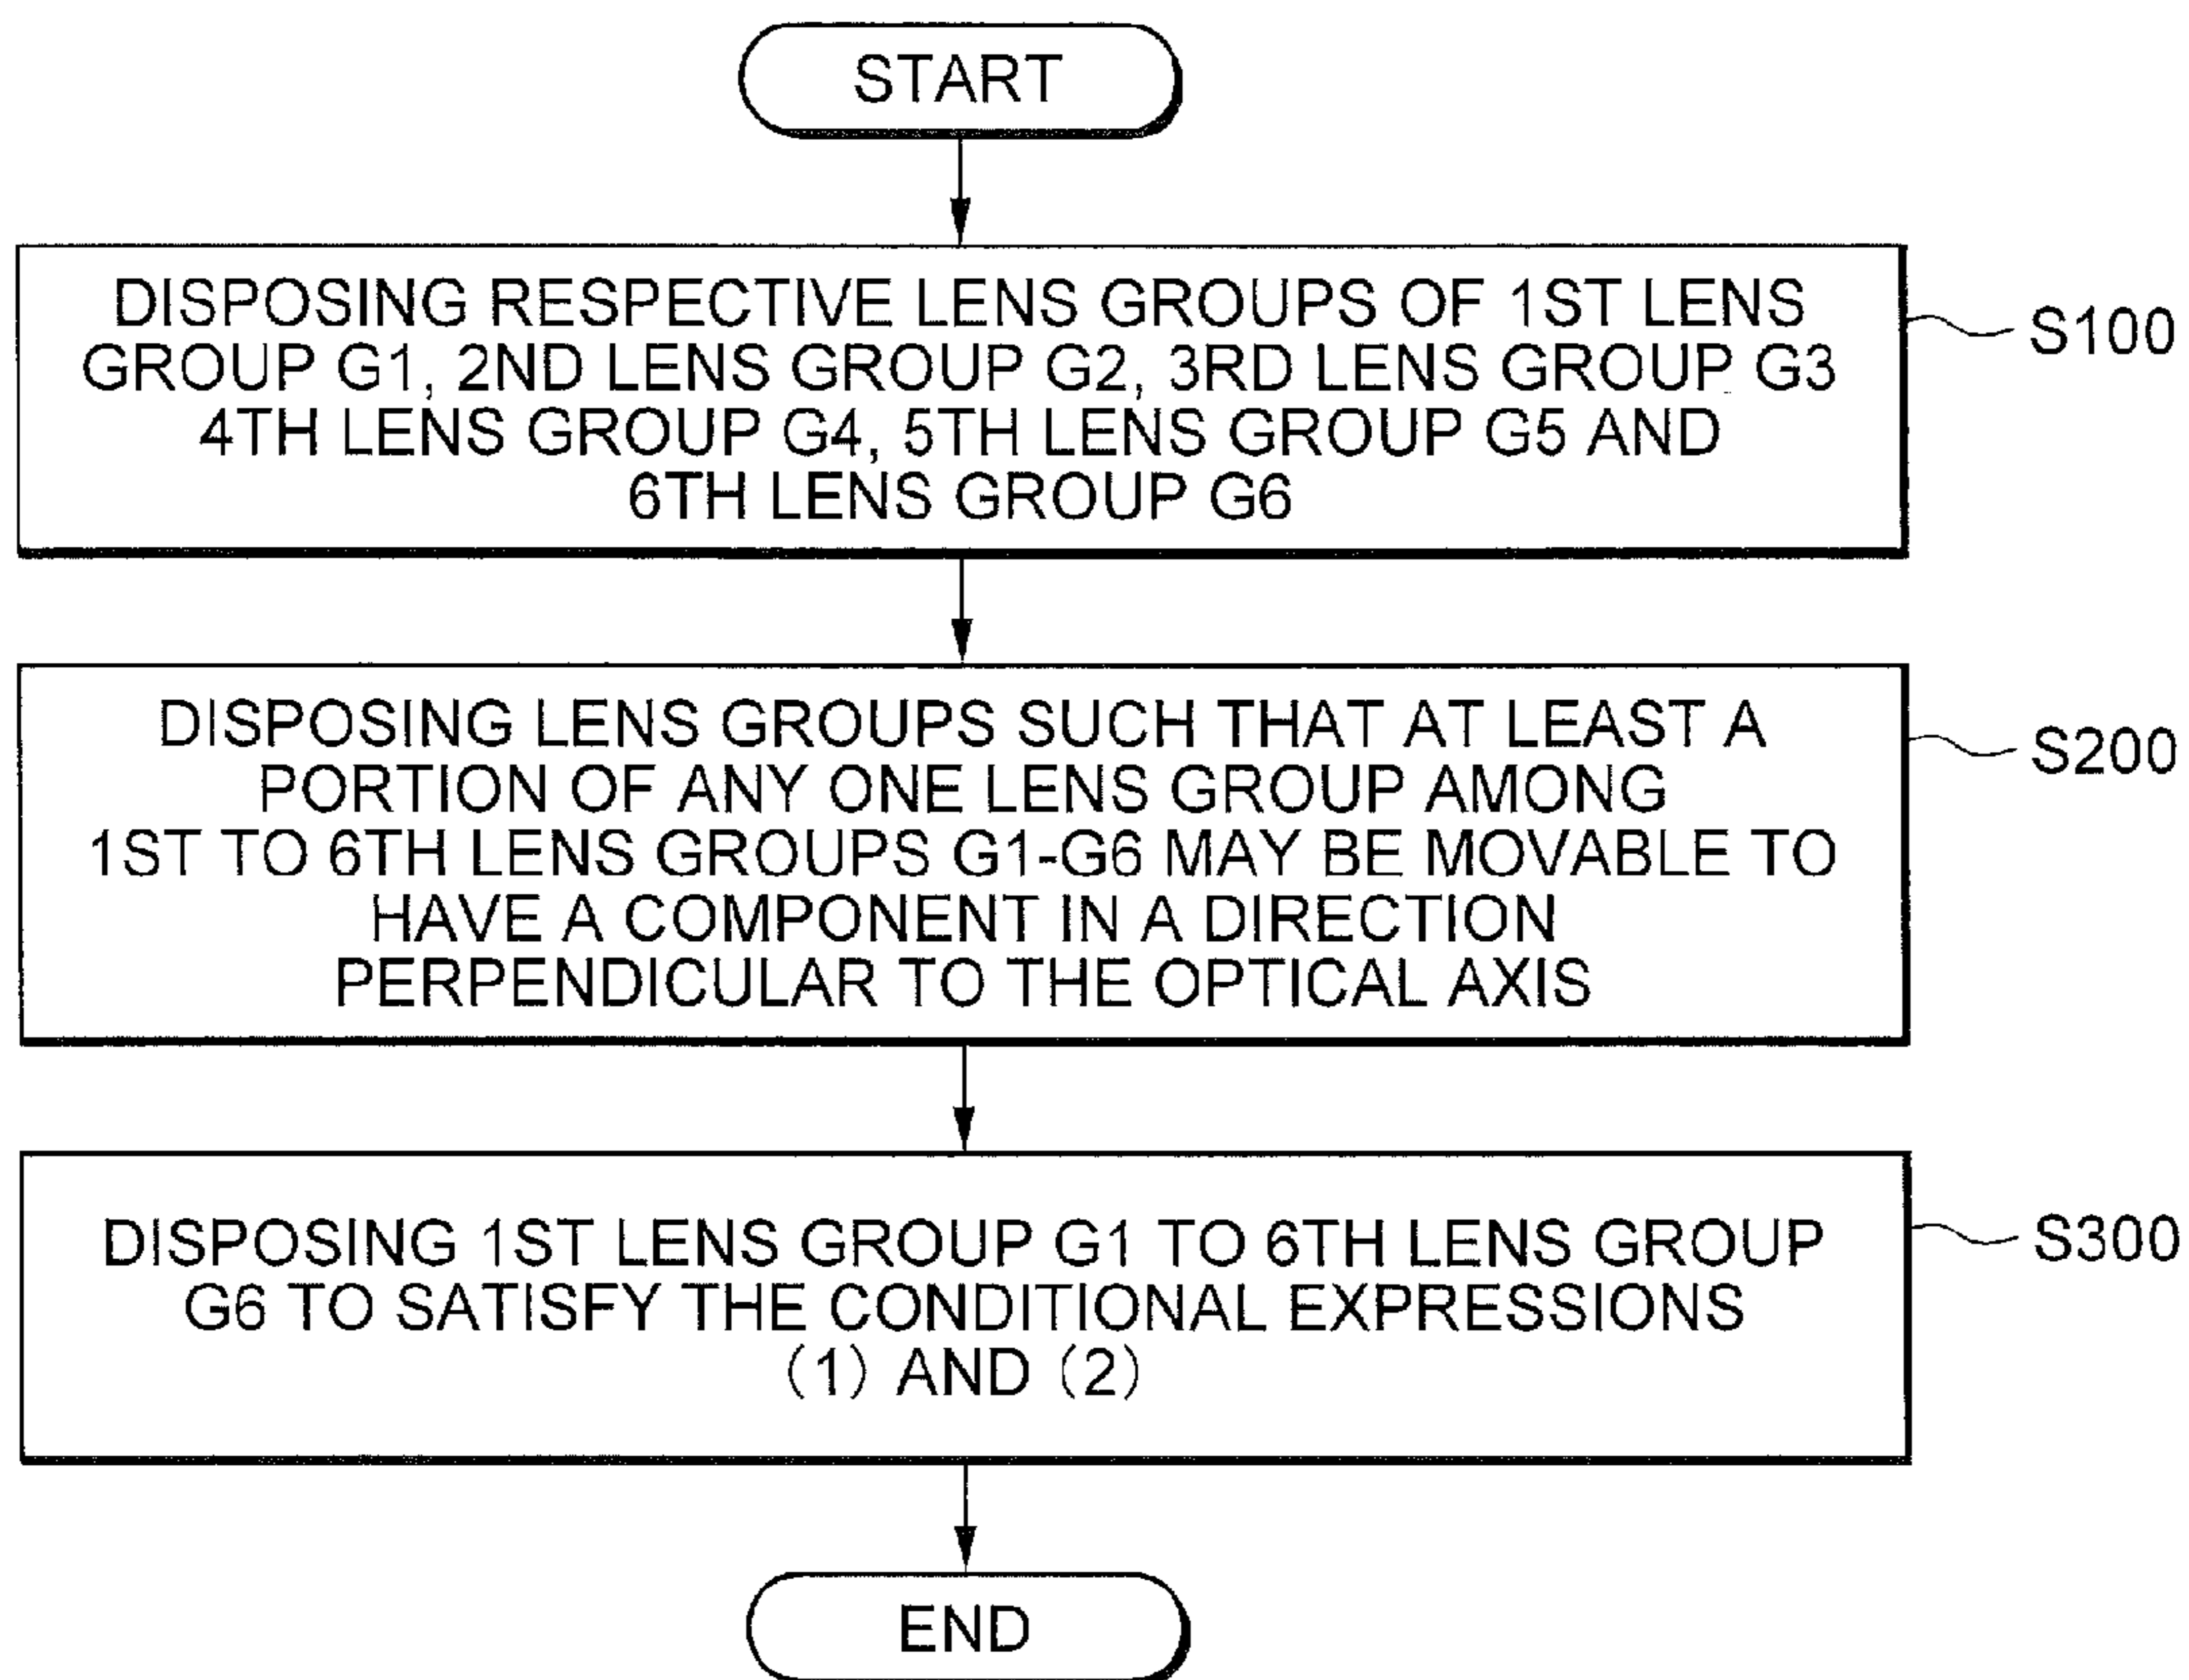 START
DISPOSING RESPECTIVE LENS GROUPS OF 1ST LENS
GROUP G1, 2ND LENS GROUP G2, 3RD LENS GROUP G3
4TH LENS GROUP G4, 5TH LENS GROUP G5 AND
6TH LENS GROUP G6
S100
DISPOSING LENS GROUPS SUCH THAT AT LEAST A
PORTION OF ANY ONE LENS GROUP AMONG
1ST TO 6TH LENS GROUPS G1-G6 MAY BE MOVABLE TO
HAVE A COMPONENT IN A DIRECTION
PERPENDICULAR TO THE OPTICAL AXIS
S200
DISPOSING 1ST LENS GROUP G1 TO 6TH LENS GROUP
G6 TO SATISFY THE CONDITIONAL EXPRESSIONS
(1) AND (2)
S300
END